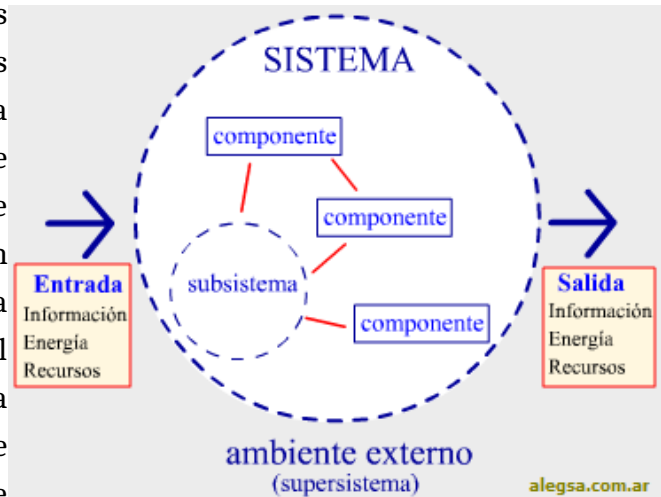 SISTEMA
componente
componente
subsistema
componente
Entrada
Información
Energía
Recursos
Salida
Información
Energía
Recursos
ambiente externo
(supersistema)
alegsa.com.ar